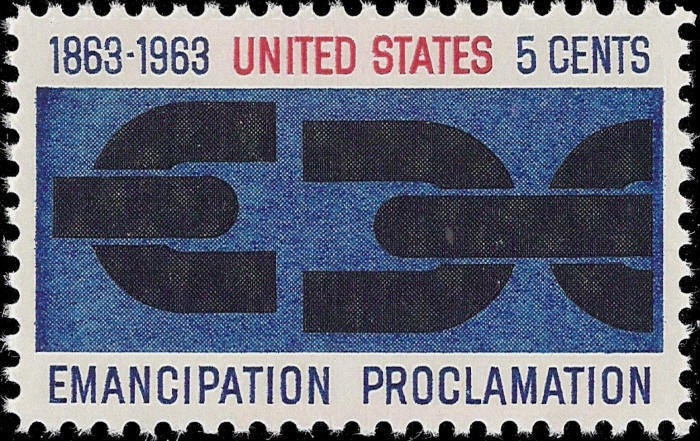 1863-1963 UNITED STATES 5 CENTS
EMANCIPATION PROCLAMATION